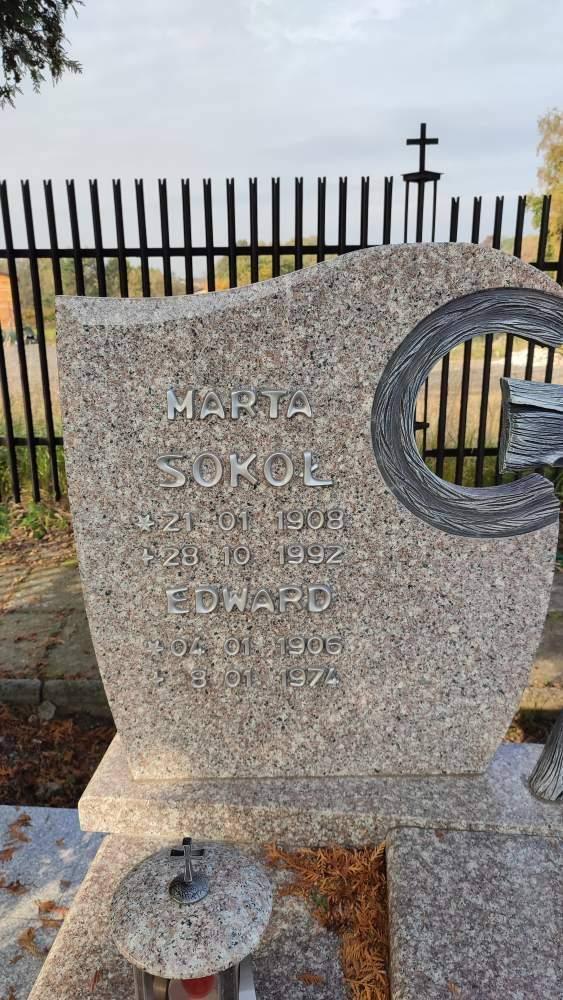 MARTA
SOKOŁ
* 21 01 1908
+ 28 10 1992
EDWARD
+ 04 01 1906
+ 8 01 1974